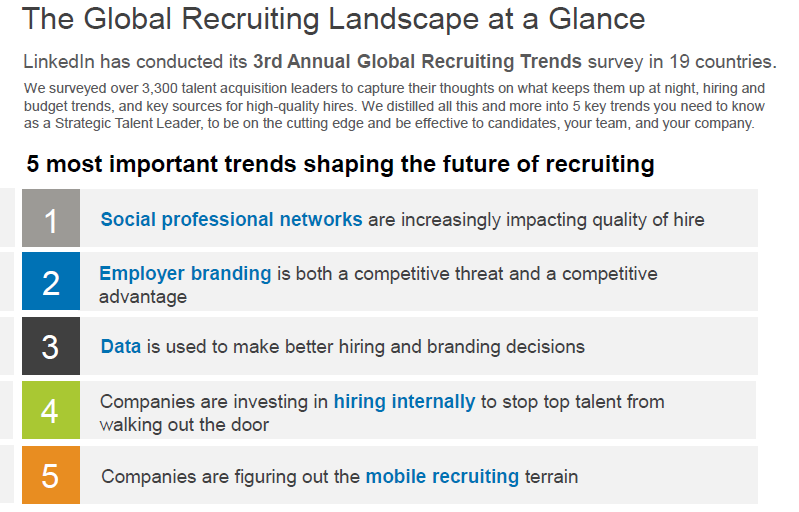 The Global Recruiting Landscape at a Glance
LinkedIn has conducted its 3rd Annual Global Recruiting Trends survey in 19 countries.
We surveyed over 3,300 talent acquisition leaders to capture their thoughts on what keeps them up at night, hiring and
budget trends, and key sources for high-quality hires. We distilled all this and more into 5 key trends you need to know
as a Strategic Talent Leader, to be on the cutting edge and be effective to candidates, your team, and your company.
5 most important trends shaping the future of recruiting
1 Social professional networks are increasingly impacting quality of hire
2 Employer branding is both a competitive threat and a competitive
advantage
3 Data is used to make better hiring and branding decisions
4 Companies are investing in hiring internally to stop top talent from
walking out the door
5 Companies are figuring out the mobile recruiting terrain